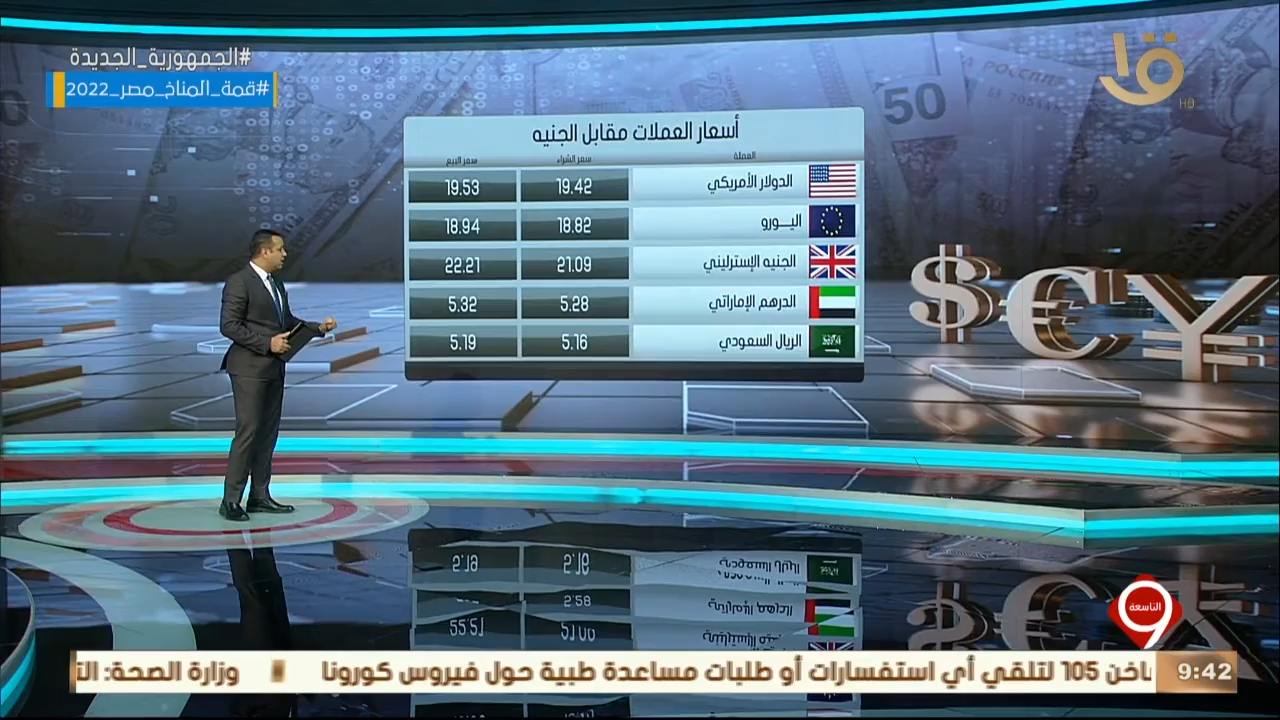 #الجمهورية_الجديدة
#قمة_المناخ_مصر_2022
HD
50
أسعار العملات مقابل الجنيه
العملة سعر الشراء سعر البيع
الدولار الأمريكي 19.42 19.53
اليـــورو 18.82 18.94
الجنيه الإسترليني 21.09 22.21
الدرهم الإماراتي 5.28 5.32
الريال السعودي 5.16 5.19
$ € ¥
التاسعة
9
ساخن 105 لتلقي أي استفسارات أو طلبات مساعدة طبية حول فيروس كورونا وزارة الصحة:
9:42